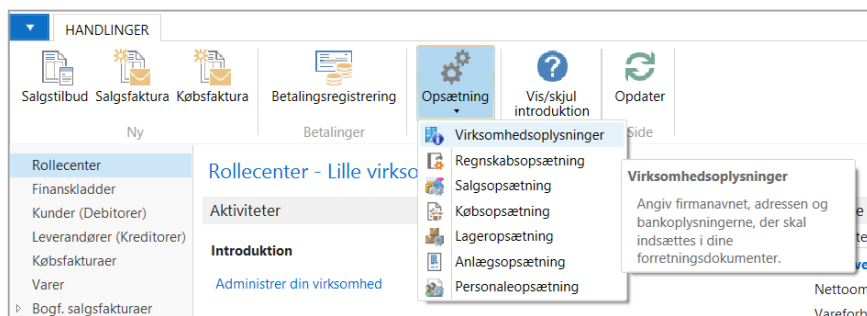 HANDLINGER
Salgstilbud Salgsfaktura Købsfaktura
Betalingsregistrering
Opsætning
Vis/skjul
introduktion
Opdater
Ny
Betalinger
Side
Virksomhedsoplysninger
Regnskabsopsætning
Salgsopsætning
Købsopsætning
Lageropsætning
Anlægsopsætning
Personaleopsætning
Virksomhedsoplysninger
Angiv firmanavnet, adressen og
bankoplysningerne, der skal
indsættes i dine
forretningsdokumenter.
Rollecenter
Finanskladder
Kunder (Debitorer)
Leverandører (Kreditorer)
Købsfakturaer
Varer
Bogf. salgsfakturaer
Rollecenter - Lille virkso
Aktiviteter
Introduktion
Administrer din virksomhed
Nettoom
Vareforb